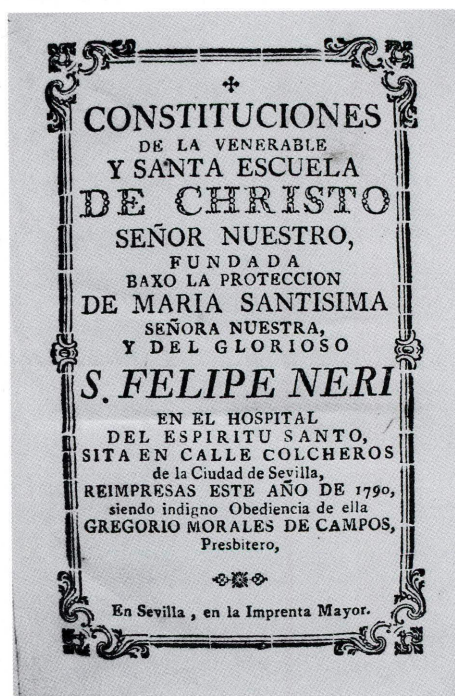 CONSTITUCIONES
DE LA VENERABLE
Y SANTA ESCUELA
DE CHRISTO
SEÑOR NUESTRO,
FUNDADA
BAXO LA PROTECCION
DE MARIA SANTISIMA
SEÑORA NUESTRA,
Y DEL GLORIOSO
S. FELIPE NERI
EN EL HOSPITAL
DEL ESPIRITU SANTO,
SITA EN CALLE COLCHEROS
de la Ciudad de Sevilla,
REIMPRESAS ESTE AÑO DE 1790,
siendo indigno Obediencia de ella
GREGORIO MORALES DE CAMPOS,
Presbitero,
En Sevilla , en la Imprenta Mayor.